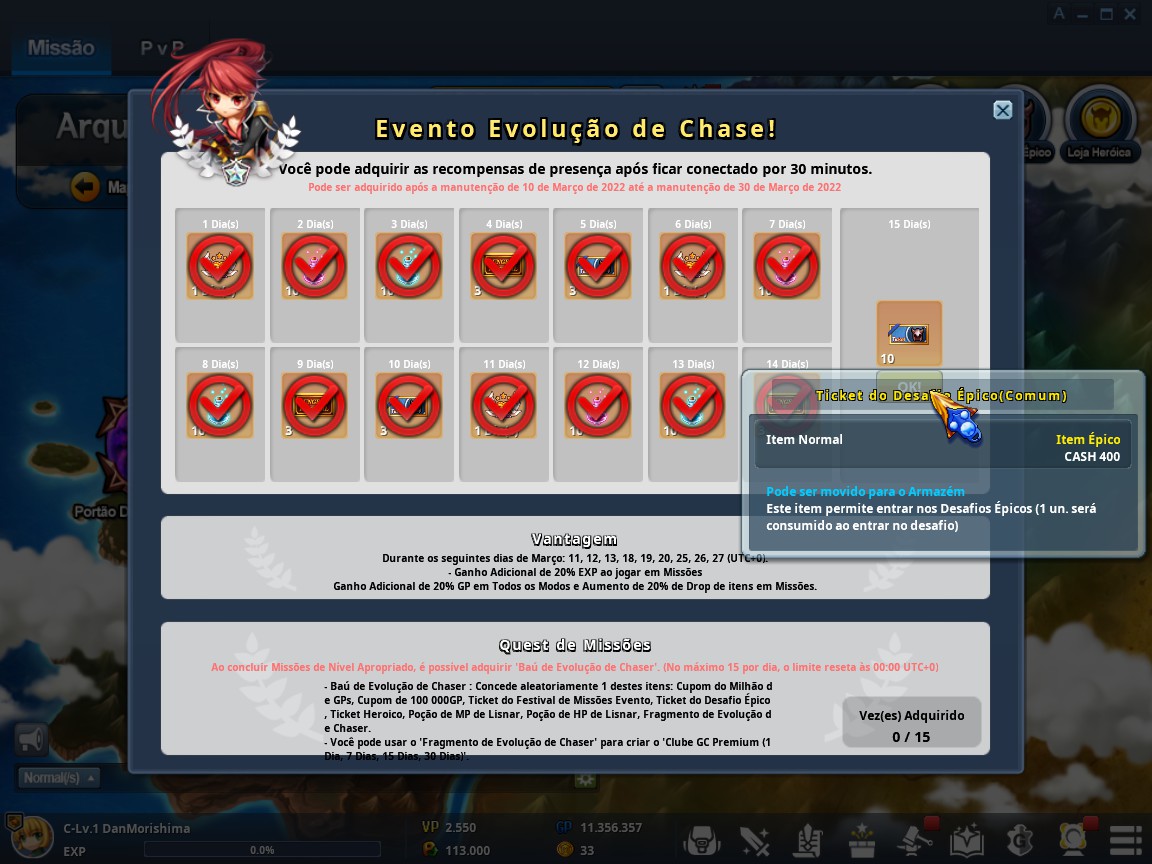 A
Missão
PvP
Arqu
Ma
Evento Evolução de Chase!
Épico
Loja Heróica
Você pode adquirir as recompensas de presença após ficar conectado por 30 minutos.
Pode ser adquirido após a manutenção de 10 de Março de 2022 até a manutenção de 30 de Março de 2022
1 Dia(s)
2 Dia(s)
3 Dia(s)
4 Dia(s)
5 Dia(s)
6 Dia(s)
7 Dia(s)
15 Dia(s)
3
3
10
8 Dia(s)
9 Dia(s)
10 Dia(s)
11 Dia(s)
12 Dia(s)
13 Dia(s)
14 Dia(s)
OK!
3
3
Ticket do Desafio Épico(Comum)
Item Normal
Item Épico
CASH 400
Pode ser movido para o Armazém
Este item permite entrar nos Desafios Épicos (1 un. será
consumido ao entrar no desafio)
Portão D
Vantagem
Durante os seguintes dias de Março: 11, 12, 13, 18, 19, 20, 25, 26, 27 (UTC+0).
- Ganho Adicional de 20% EXP ao jogar em Missões
Ganho Adicional de 20% GP em Todos os Modos e Aumento de 20% de Drop de itens em Missões.
Quest de Missões
Ao concluir Missões de Nível Apropriado, é possivel adquirir 'Baú de Evolução de Chaser'. (No máximo 15 por dia, o limite reseta às 00:00 UTC+0)
- Baú de Evolução de Chaser : Concede aleatoriamente 1 destes itens: Cupom do Milhão d
e GPs, Cupom de 100 000GP, Ticket do Festival de Missões Evento, Ticket do Desafio Épico
, Ticket Heroico, Poção de MP de Lisnar, Poção de HP de Lisnar, Fragmento de Evolução d
e Chaser.
- Você pode usar o 'Fragmento de Evolução de Chaser' para criar o 'Clube GC Premium (1
Dia, 7 Dias, 15 Dias, 30 Dias)'.
Vez(es) Adquirido
0 / 15
Normal(/s)
C-Lv.1 DanMorishima
EXP
0.0%
VP 2.550
GP 11.356.357
113.000
33